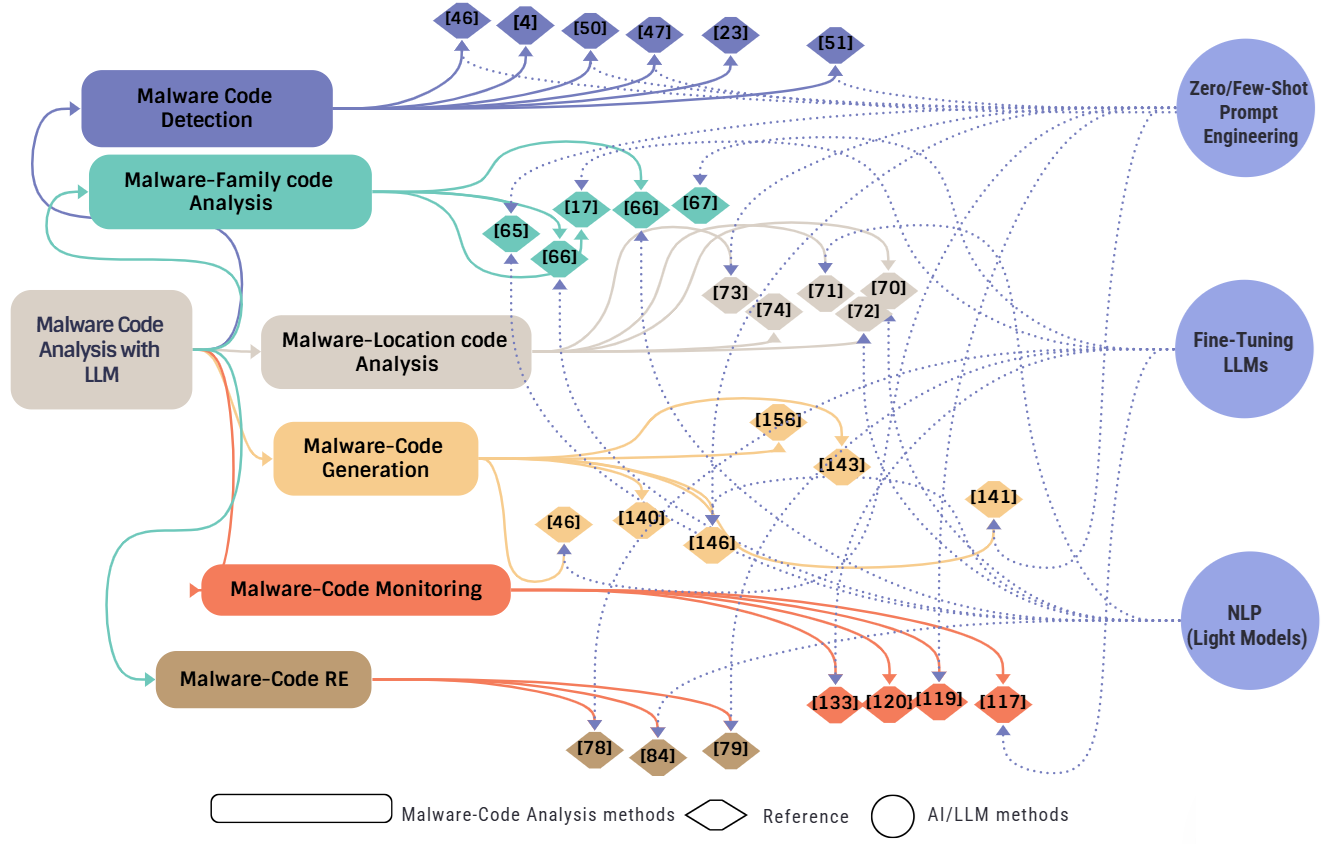 [46]
[4]
[50]
[47]
[23]
[51]
Malware Code
Detection
Zero/Few-Shot
Prompt
Engineering
Malware-Family code
Analysis
[65]
[66]
[17]
[66]
[67]
Malware Code
Analysis with
LLM
Malware-Location code
Analysis
[73]
[74]
[71]
[72]
[70]
Fine-Tuning
LLMs
Malware-Code
Generation
[156]
[143]
[46]
[140]
[146]
[141]
Malware-Code Monitoring
[133]
[120]
[119]
[117]
NLP
(Light Models)
Malware-Code RE
[78]
[84]
[79]
Malware-Code Analysis methods
Reference
AI/LLM methods